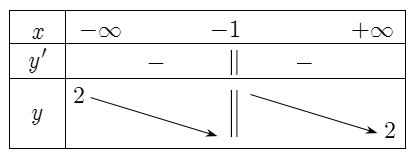 x −∞ −1 +∞
y′ − || −
y 2 || 2